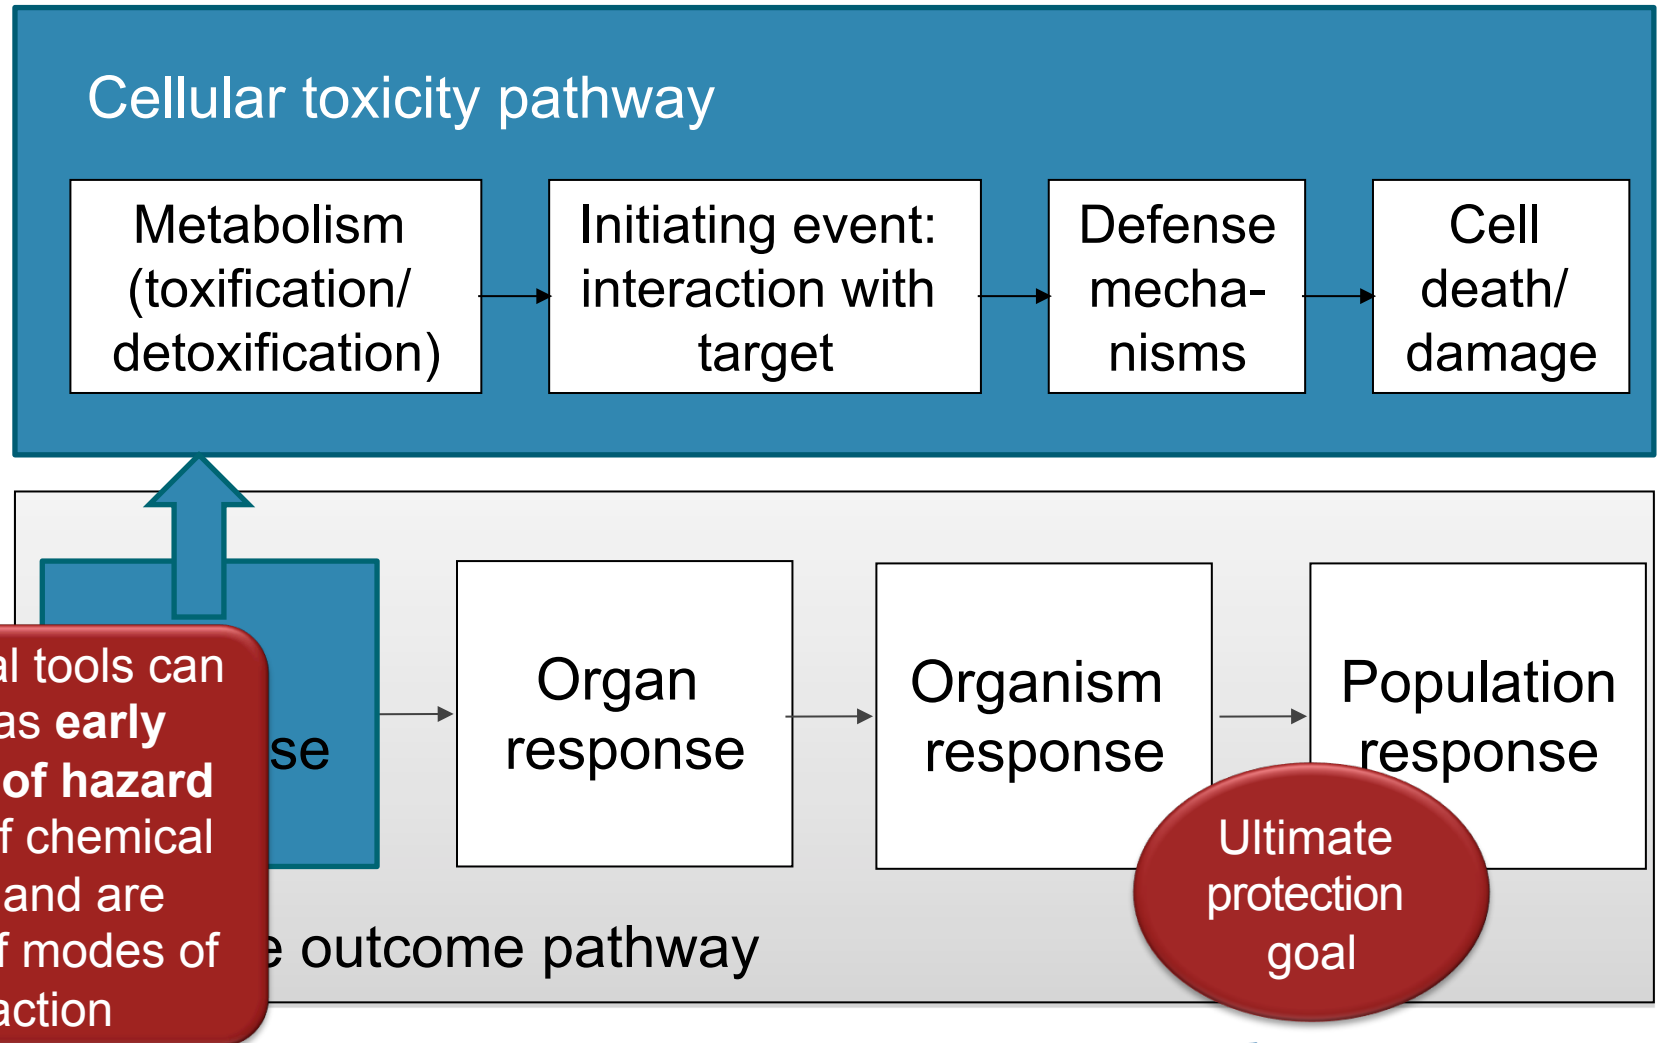 Cellular toxicity pathway
Metabolism
(toxification/
detoxification)
Initiating event:
interaction with
target
Defense
mecha-
nisms
Cell
death/
damage
se
Organ
response
Organism
response
Population
response
al tools can
as early
of hazard
f chemical
and are
f modes of
action
Ultimate
protection
goal
e outcome pathway